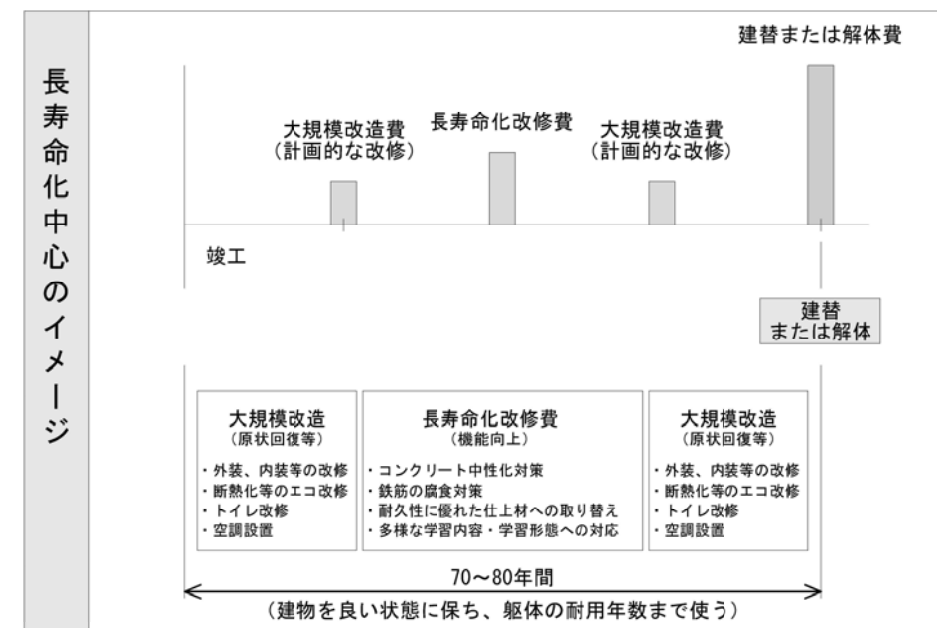 長寿命化中心のイメージ
建替または解体費
大規模改造費
(計画的な改修)
長寿命化改修費
大規模改造費
(計画的な改修)
竣工
建替
または解体
大規模改造
(原状回復等)
・外装、内装等の改修
・断熱化等のエコ改修
・トイレ改修
・空調設置
長寿命化改修費
(機能向上)
・コンクリート中性化対策
・鉄筋の腐食対策
・耐久性に優れた仕上材への取り替え
・多様な学習内容・学習形態への対応
大規模改造
(原状回復等)
・外装、内装等の改修
・断熱化等のエコ改修
・トイレ改修
・空調設置
70～80年間
(建物を良い状態に保ち、躯体の耐用年数まで使う)